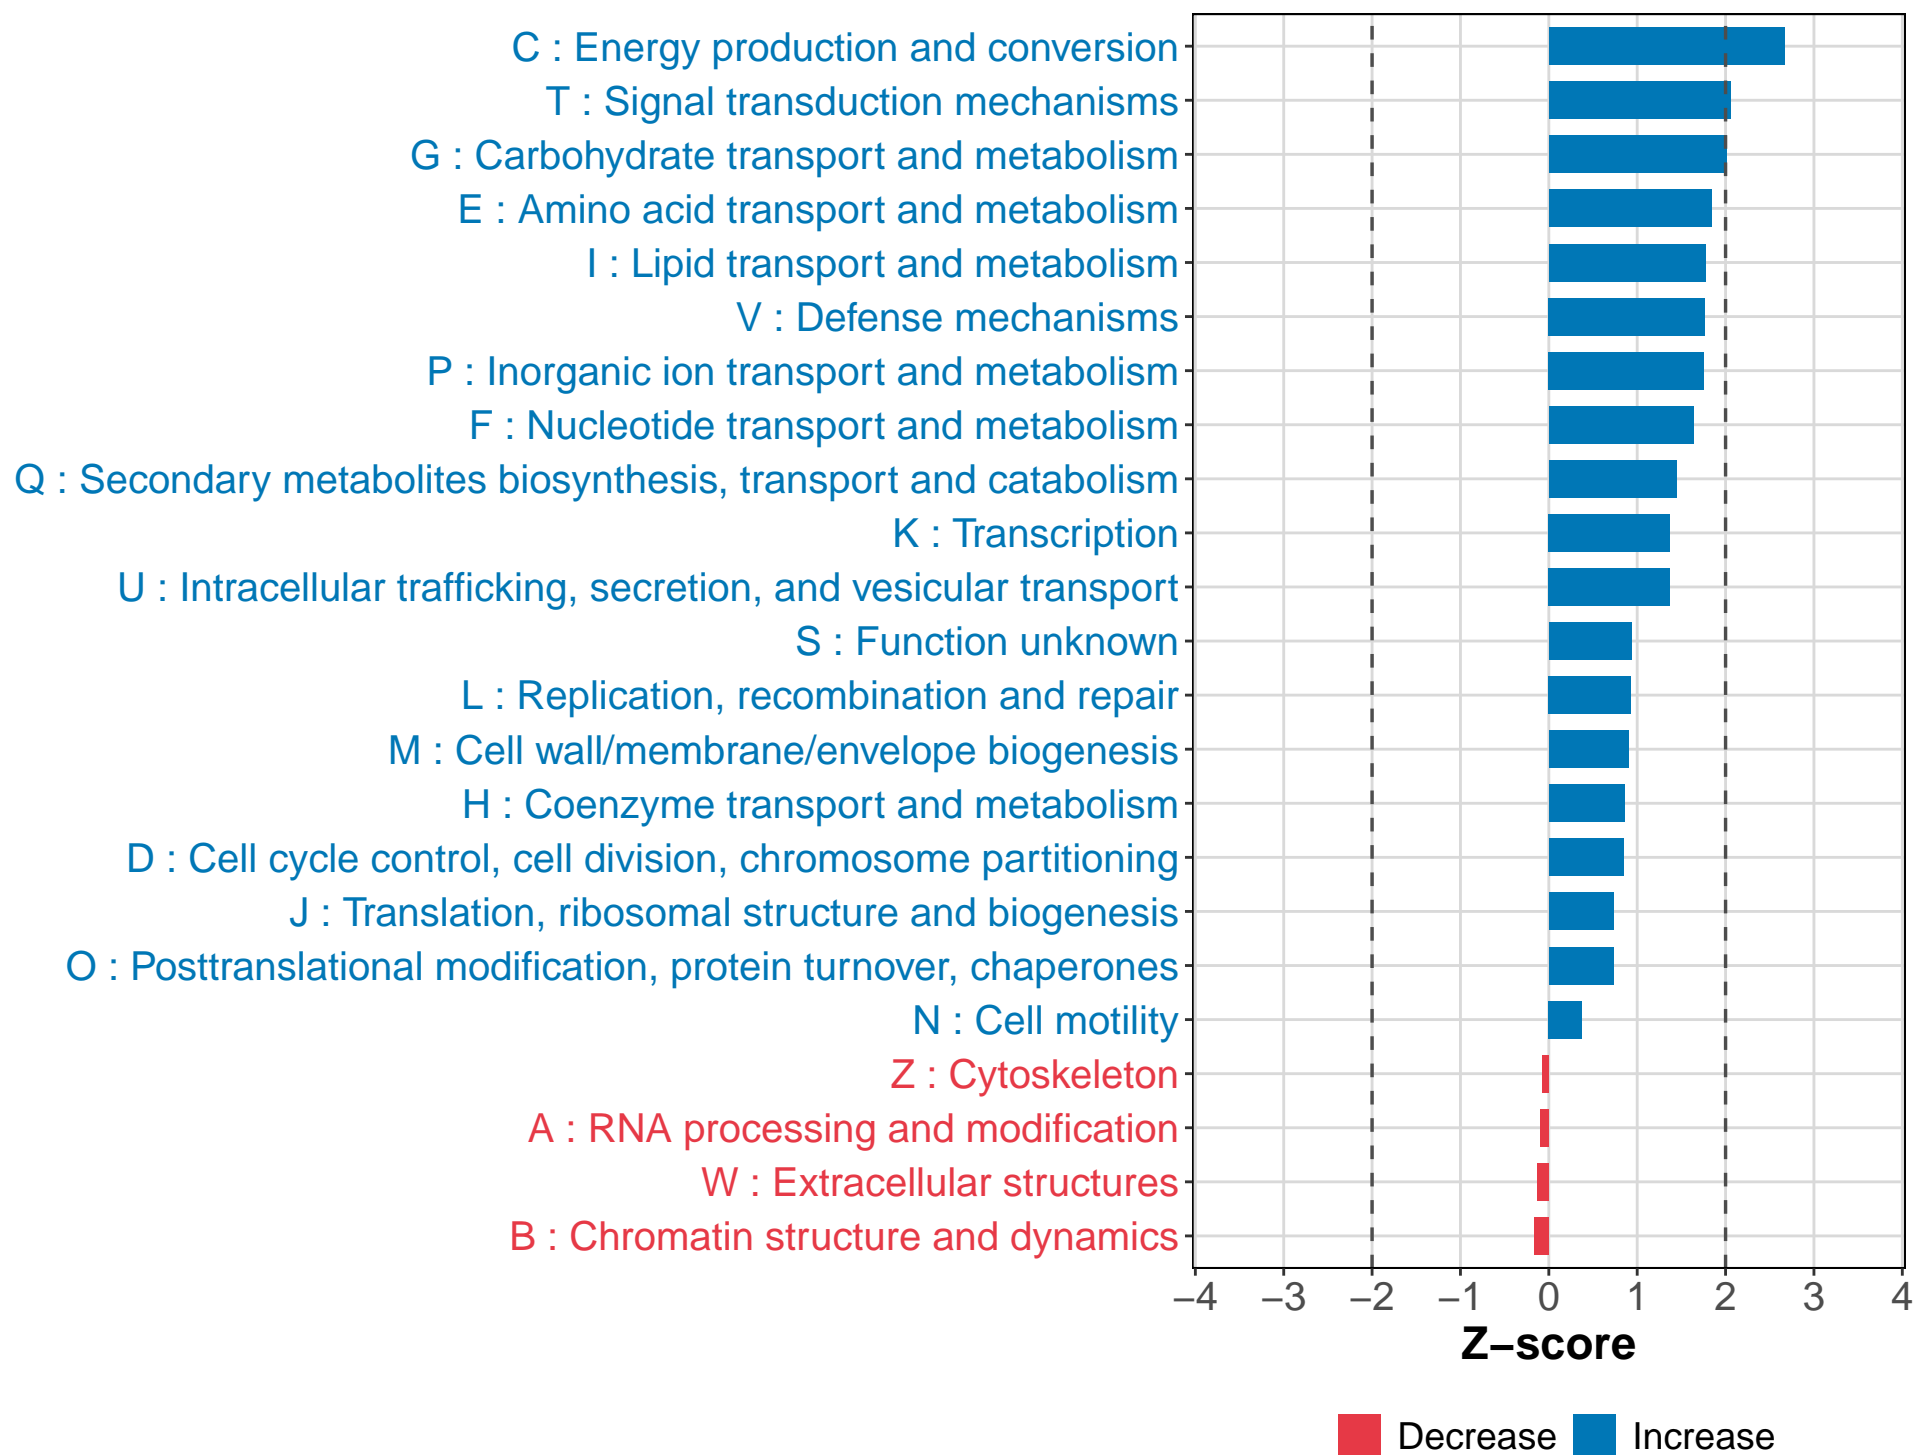 C : Energy production and conversion
T : Signal transduction mechanisms
G : Carbohydrate transport and metabolism
E : Amino acid transport and metabolism
I : Lipid transport and metabolism
V : Defense mechanisms
P : Inorganic ion transport and metabolism
F : Nucleotide transport and metabolism
Q : Secondary metabolites biosynthesis, transport and catabolism
K : Transcription
U : Intracellular trafficking, secretion, and vesicular transport
S : Function unknown
L : Replication, recombination and repair
M : Cell wall/membrane/envelope biogenesis
H : Coenzyme transport and metabolism
D : Cell cycle control, cell division, chromosome partitioning
J : Translation, ribosomal structure and biogenesis
O : Posttranslational modification, protein turnover, chaperones
N : Cell motility
Z : Cytoskeleton
A : RNA processing and modification
W : Extracellular structures
B : Chromatin structure and dynamics
−4 −3 −2 −1 0 1 2 3 4
Z−score
Decrease Increase